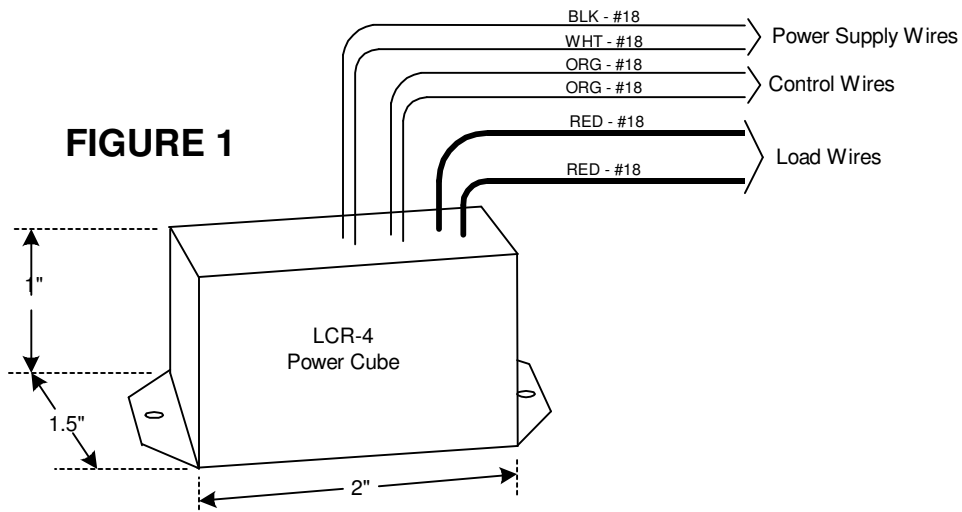 BLK - #18
WHT - #18
Power Supply Wires
ORG - #18
ORG - #18
Control Wires
RED - #18
RED - #18
Load Wires
FIGURE 1
1"
1.5"
2"
LCR-4
Power Cube